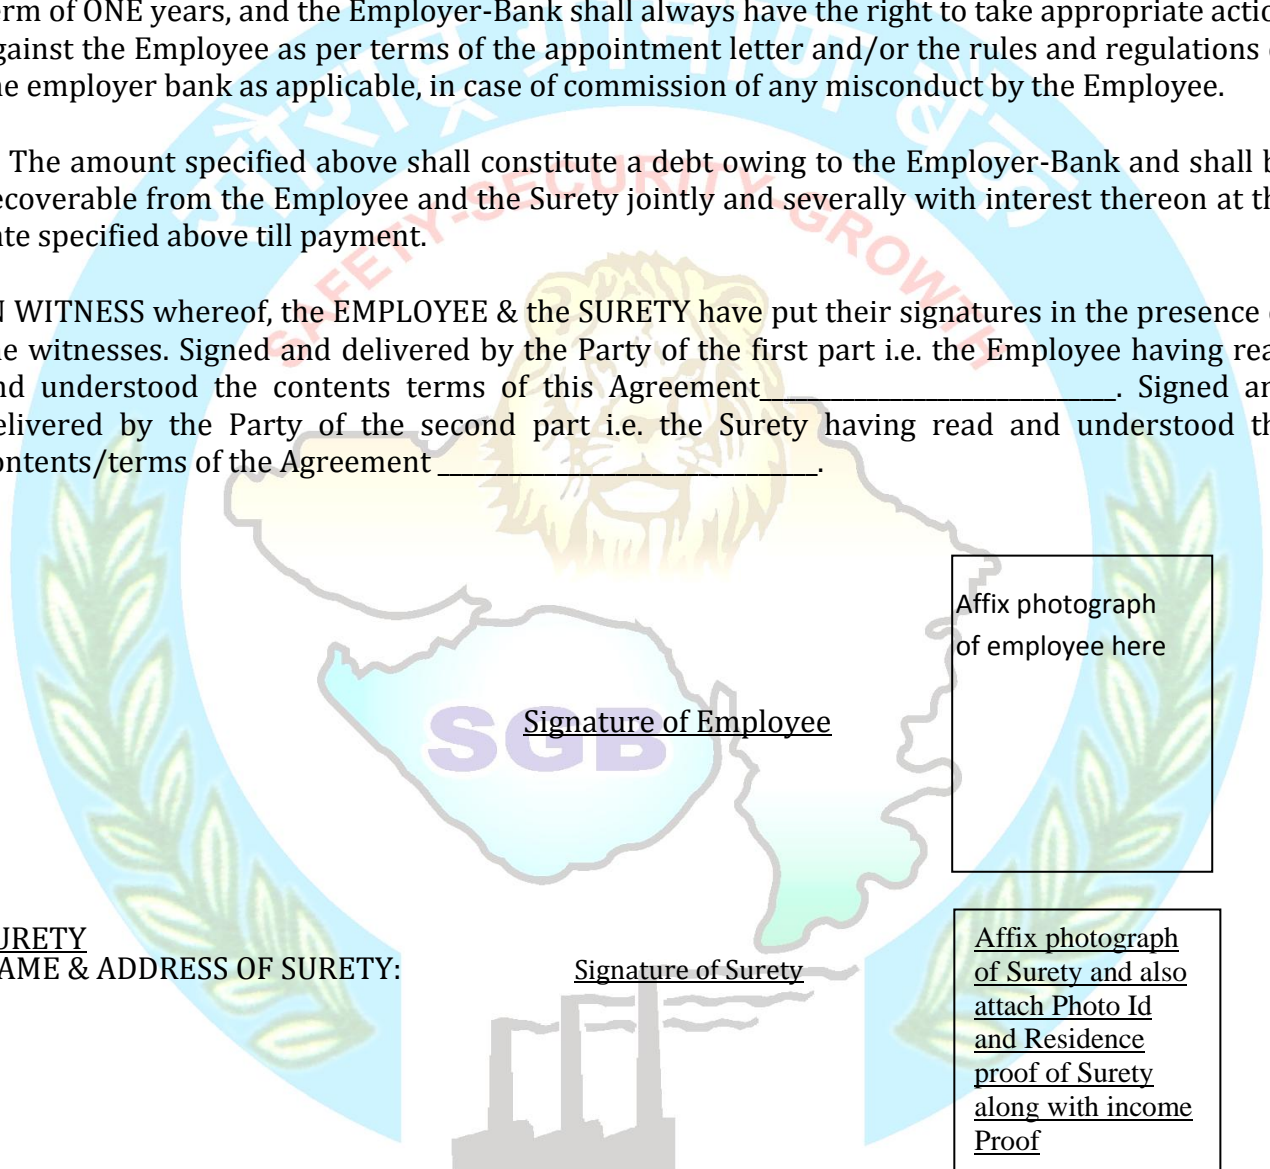 erm of ONE years, and the Employer-Bank shall always have the right to take appropriate actio
gainst the Employee as per terms of the appointment letter and/or the rules and regulations o
he employer bank as applicable, in case of commission of any misconduct by the Employee.
The amount specified above shall constitute a debt owing to the Employer-Bank and shall b
ecoverable from the Employee and the Surety jointly and severally with interest thereon at th
ate specified above till payment.
N WITNESS whereof, the EMPLOYEE & the SURETY have put their signatures in the presence o
he witnesses. Signed and delivered by the Party of the first part i.e. the Employee having rea
nd understood the contents terms of this Agreement____________________________. Signed an
elivered by the Party of the second part i.e. the Surety having read and understood th
ontents/terms of the Agreement ______________________________.
Affix photograph
of employee here
Signature of Employee
URETY
AME & ADDRESS OF SURETY:
Signature of Surety
Affix photograph
of Surety and also
attach Photo Id
and Residence
proof of Surety
along with income
Proof
सौराष्ट्र ग्रामीण बैंक
SAFETY-SECURITY-GROWTH
SGB